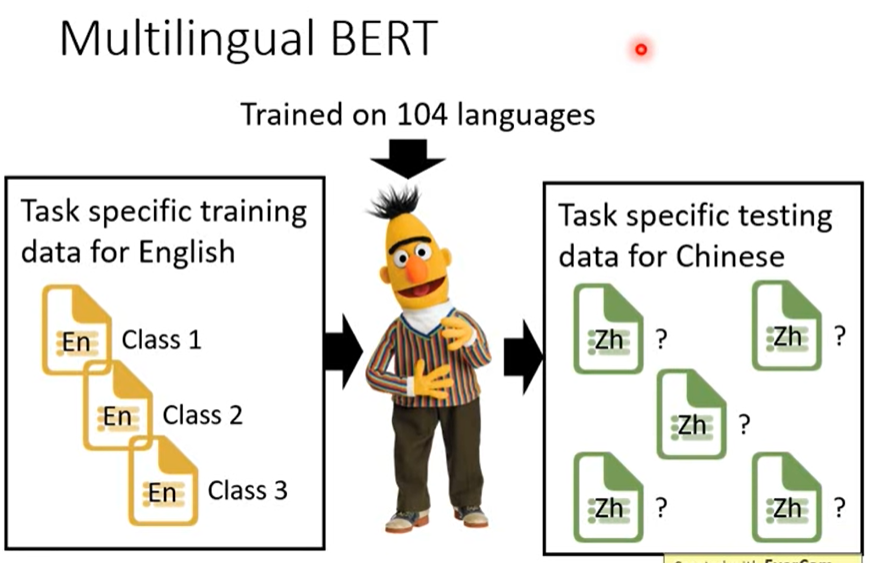 Multilingual BERT
Trained on 104 languages
Task specific training
data for English
En Class 1
En Class 2
En Class 3
Task specific testing
data for Chinese
Zh ? Zh ?
Zh ?
Zh ? Zh ?